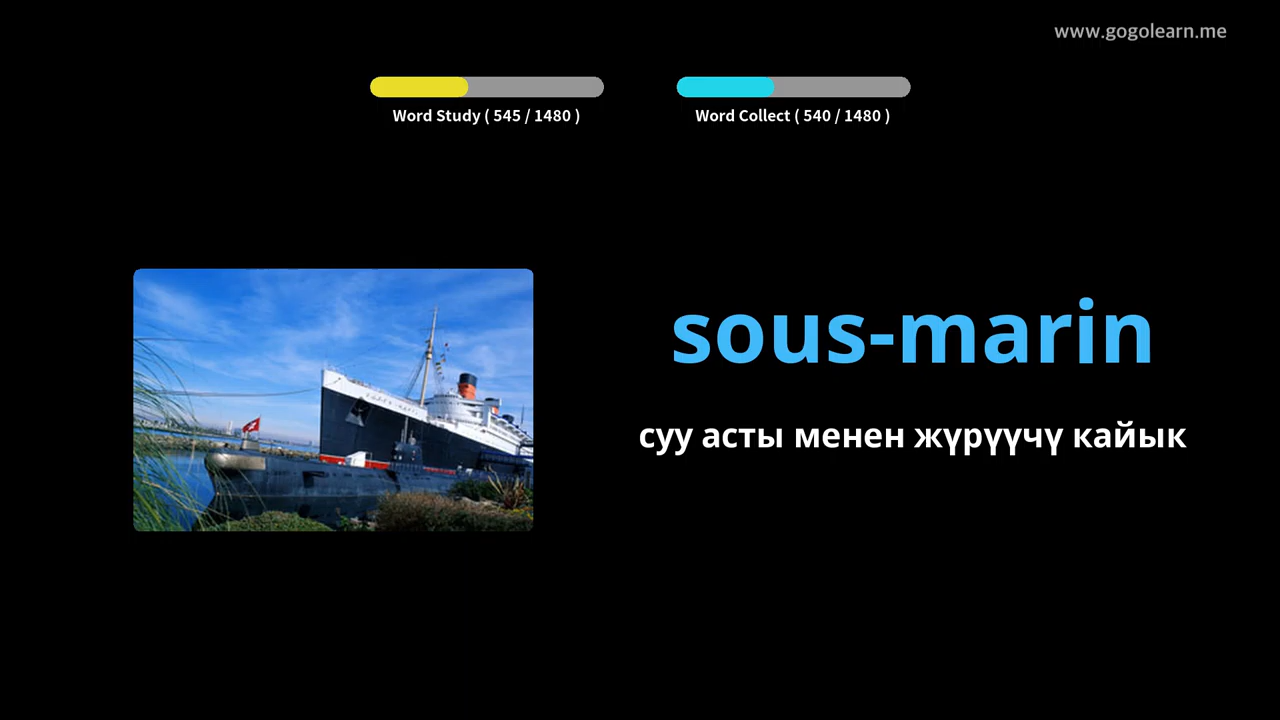 www.gogolearn.me
Word Study ( 545 / 1480 )
Word Collect ( 540 / 1480 )
sous-marin
суу асты менен жүрүүчү кайык